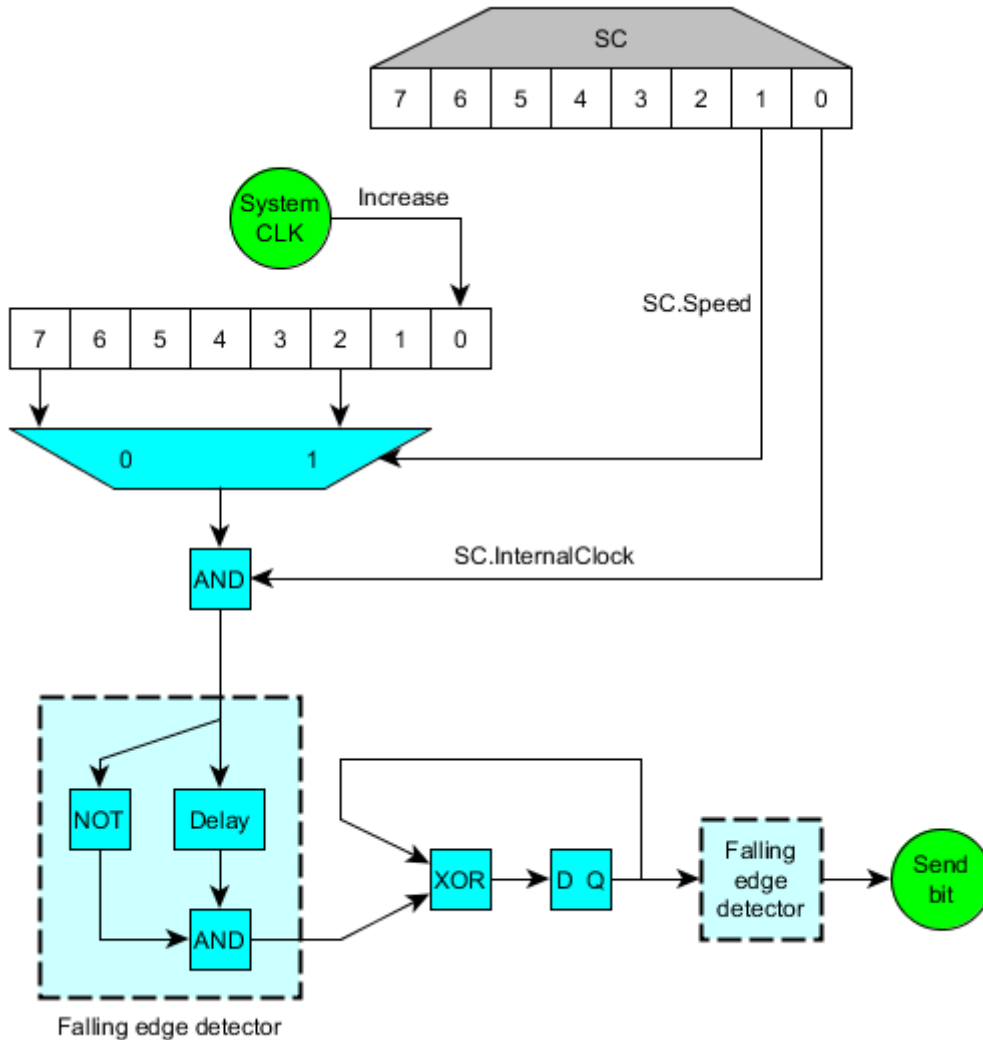 SC
7 6 5 4 3 2 1 0
System
CLK
Increase
SC.Speed
7 6 5 4 3 2 1 0
0 1
SC.InternalClock
AND
NOT
Delay
AND
Falling edge detector
XOR
D Q
Falling
edge
detector
Send
bit